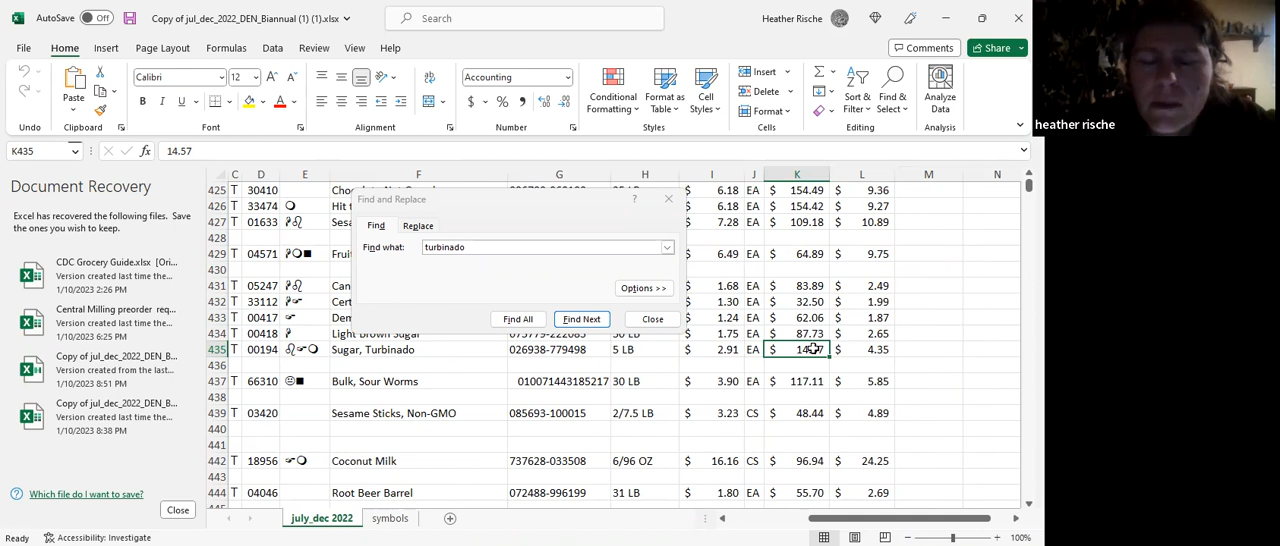 AutoSave Off Copy of jul_dec_2022_DEN_Biannual (1) (1).xlsx Search Heather Rische
File Home Insert Page Layout Formulas Data Review View Help Comments Share
Calibri 12 Accounting Insert
Paste B I U Conditional Formatting Format as Table Cell Styles Delete Sort & Filter Find & Select Analyze Data
Format
Undo Clipboard Font Alignment Number Styles Cells Editing Analysis
heather rische
K435 fx 14.57
C D E F G H I J K L M N
Document Recovery
Excel has recovered the following files. Save the ones you wish to keep.
CDC Grocery Guide.xlsx [Ori...
Version created last time the...
1/10/2023 2:26 PM
Central Milling preorder req...
Version created last time the...
1/10/2023 8:38 PM
Copy of jul_dec_2022_DEN_B...
Version created from the last...
1/10/2023 8:51 PM
Copy of jul_dec_2022_DEN_B...
Version created last time the...
1/10/2023 8:38 PM
Which file do I want to save?
Close
Find and Replace ?
Find Replace
Find what: turbinado
Options >>
Find All Find Next Close
425 T 30410 $ 6.18 EA $ 154.49 $ 9.36
426 T 33474 Hit t $ 6.18 EA $ 154.42 $ 9.27
427 T 01633 Sesa $ 7.28 EA $ 109.18 $ 10.89
428
429 T 04571 Fruit $ 6.49 EA $ 64.89 $ 9.75
430
431 T 05247 Can $ 1.68 EA $ 83.89 $ 2.49
432 T 33112 Cert $ 1.30 EA $ 32.50 $ 1.99
433 T 00417 Dem $ 1.24 EA $ 62.06 $ 1.87
434 T 00418 Light Brown Sugar $ 1.75 EA $ 87.73 $ 2.65
435 T 00194 Sugar, Turbinado 026938-779498 5 LB $ 2.91 EA $ $ 4.35
436
437 T 66310 Bulk, Sour Worms 010071443185217 30 LB $ 3.90 EA $ 117.11 $ 5.85
438
439 T 03420 Sesame Sticks, Non-GMO 085693-100015 2/7.5 LB $ 3.23 CS $ 48.44 $ 4.89
440
441
442 T 18956 Coconut Milk 737628-033508 6/96 OZ $ 16.16 CS $ 96.94 $ 24.25
443
444 T 04046 Root Beer Barrel 072488-996199 31 LB $ 1.80 EA $ 55.70 $ 2.69
july_dec 2022 symbols
Ready Accessibility: Investigate 100%